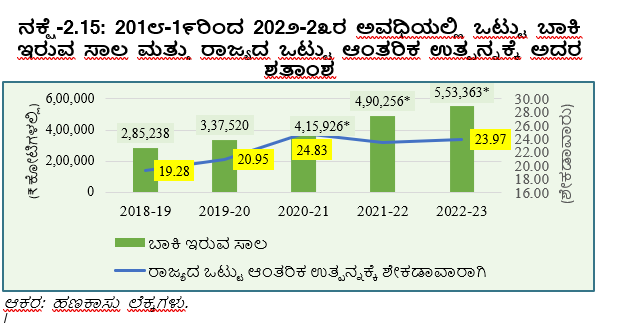 ನಕ್ಷೆ-2.15: 201೮-1೯ರಿಂದ 202೨-2೩ರ ಅವಧಿಯಲ್ಲಿ ಒಟ್ಟು ಬಾಕಿ
ಇರುವ ಸಾಲ ಮತ್ತು ರಾಜ್ಯದ ಒಟ್ಟು ಆಂತರಿಕ ಉತ್ಪನ್ನಕ್ಕೆ ಅದರ
ಶತಾಂಶ
(₹ ಕೋಟಿಗಳಲ್ಲಿ)
6,00,000
4,00,000
2,00,000
0
2,85,238
3,37,520
4,15,926*
4,90,256*
5,53,363*
19.28
20.95
24.83
23.97
30.00
28.00
26.00
24.00
22.00
20.00
18.00
16.00
(ಶೇಕಡಾವಾರು)
2018-19 2019-20 2020-21 2021-22 2022-23
ಬಾಕಿ ಇರುವ ಸಾಲ
ರಾಜ್ಯದ ಒಟ್ಟು ಆಂತರಿಕ ಉತ್ಪನ್ನಕ್ಕೆ ಶೇಕಡಾವಾರಾಗಿ
ಆಕರ: ಹಣಕಾಸು ಲೆಕ್ಕಗಳು.